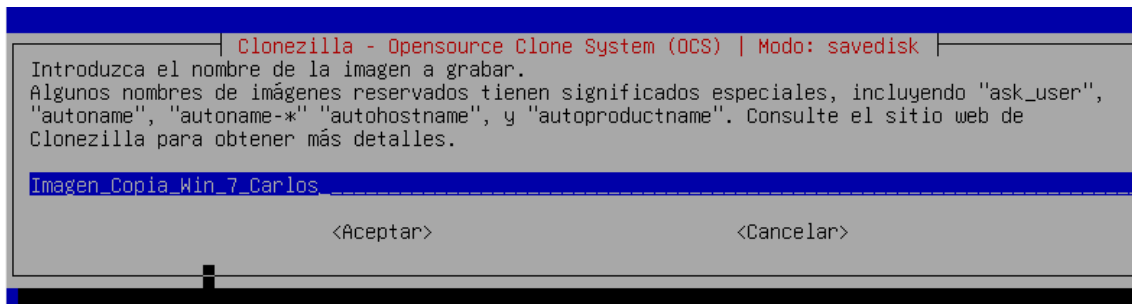 Clonezilla - Opensource Clone System (OCS) | Modo: savedisk
Introduzca el nombre de la imagen a grabar.
Algunos nombres de imágenes reservados tienen significados especiales, incluyendo "ask_user",
"autoname", "autoname-*" "autohostname", y "autoproductname". Consulte el sitio web de
Clonezilla para obtener más detalles.
Imagen_Copia_Win_7_Carlos
<Aceptar> <Cancelar>